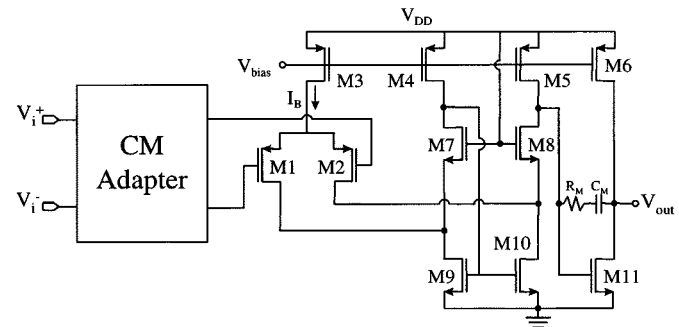 V_DD
V_bias
M3
M4
M5
M6
I_B
V_i^+
CM
Adapter
M1
M2
M7
M8
R_M
C_M
V_out
V_i^-
M10
M9
M11